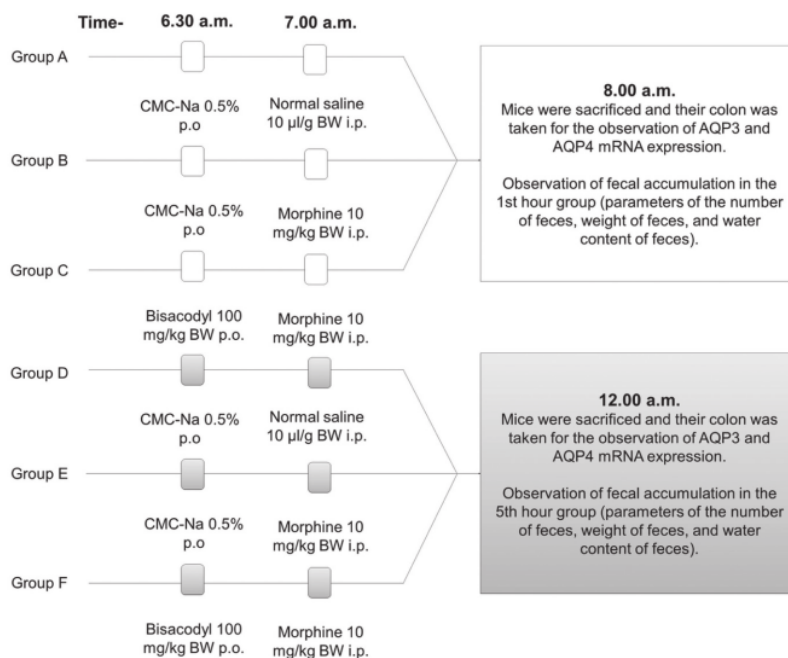 Time- 6.30 a.m. 7.00 a.m.
Group A
CMC-Na 0.5%
p.o
Normal saline
10 µl/g BW i.p.
Group B
CMC-Na 0.5%
p.o
Morphine 10
mg/kg BW i.p.
Group C
Bisacodyl 100
mg/kg BW p.o.
Morphine 10
mg/kg BW i.p.
8.00 a.m.
Mice were sacrificed and their colon was
taken for the observation of AQP3 and
AQP4 mRNA expression.
Observation of fecal accumulation in the
1st hour group (parameters of the number
of feces, weight of feces, and water
content of feces).
Group D
CMC-Na 0.5%
p.o
Normal saline
10 µl/g BW i.p.
Group E
CMC-Na 0.5%
p.o
Morphine 10
mg/kg BW i.p.
Group F
Bisacodyl 100
mg/kg BW p.o.
Morphine 10
mg/kg BW i.p.
12.00 a.m.
Mice were sacrificed and their colon was
taken for the observation of AQP3 and
AQP4 mRNA expression.
Observation of fecal accumulation in the
5th hour group (parameters of the number
of feces, weight of feces, and water
content of feces).